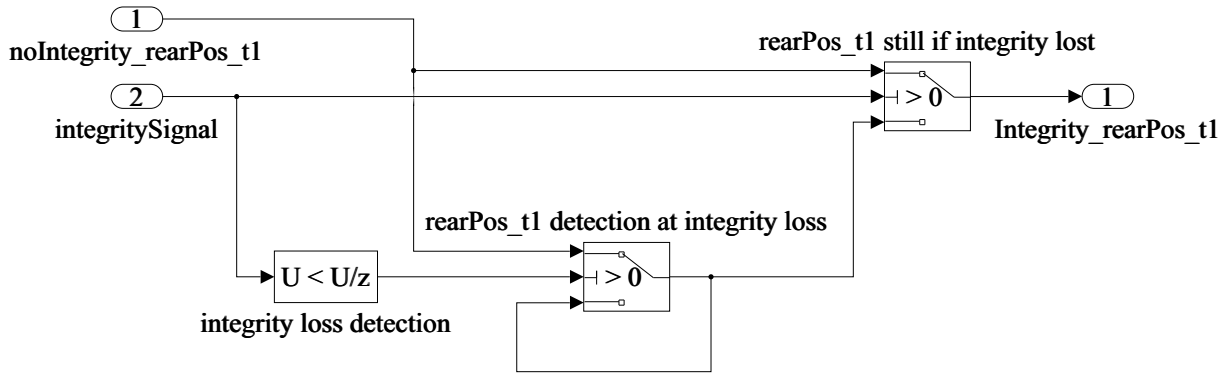 1
noIntegrity_rearPos_t1
rearPos_t1 still if integrity lost
2
> 0
1
integritySignal
Integrity_rearPos_t1
rearPos_t1 detection at integrity loss
U < U/z
> 0
integrity loss detection